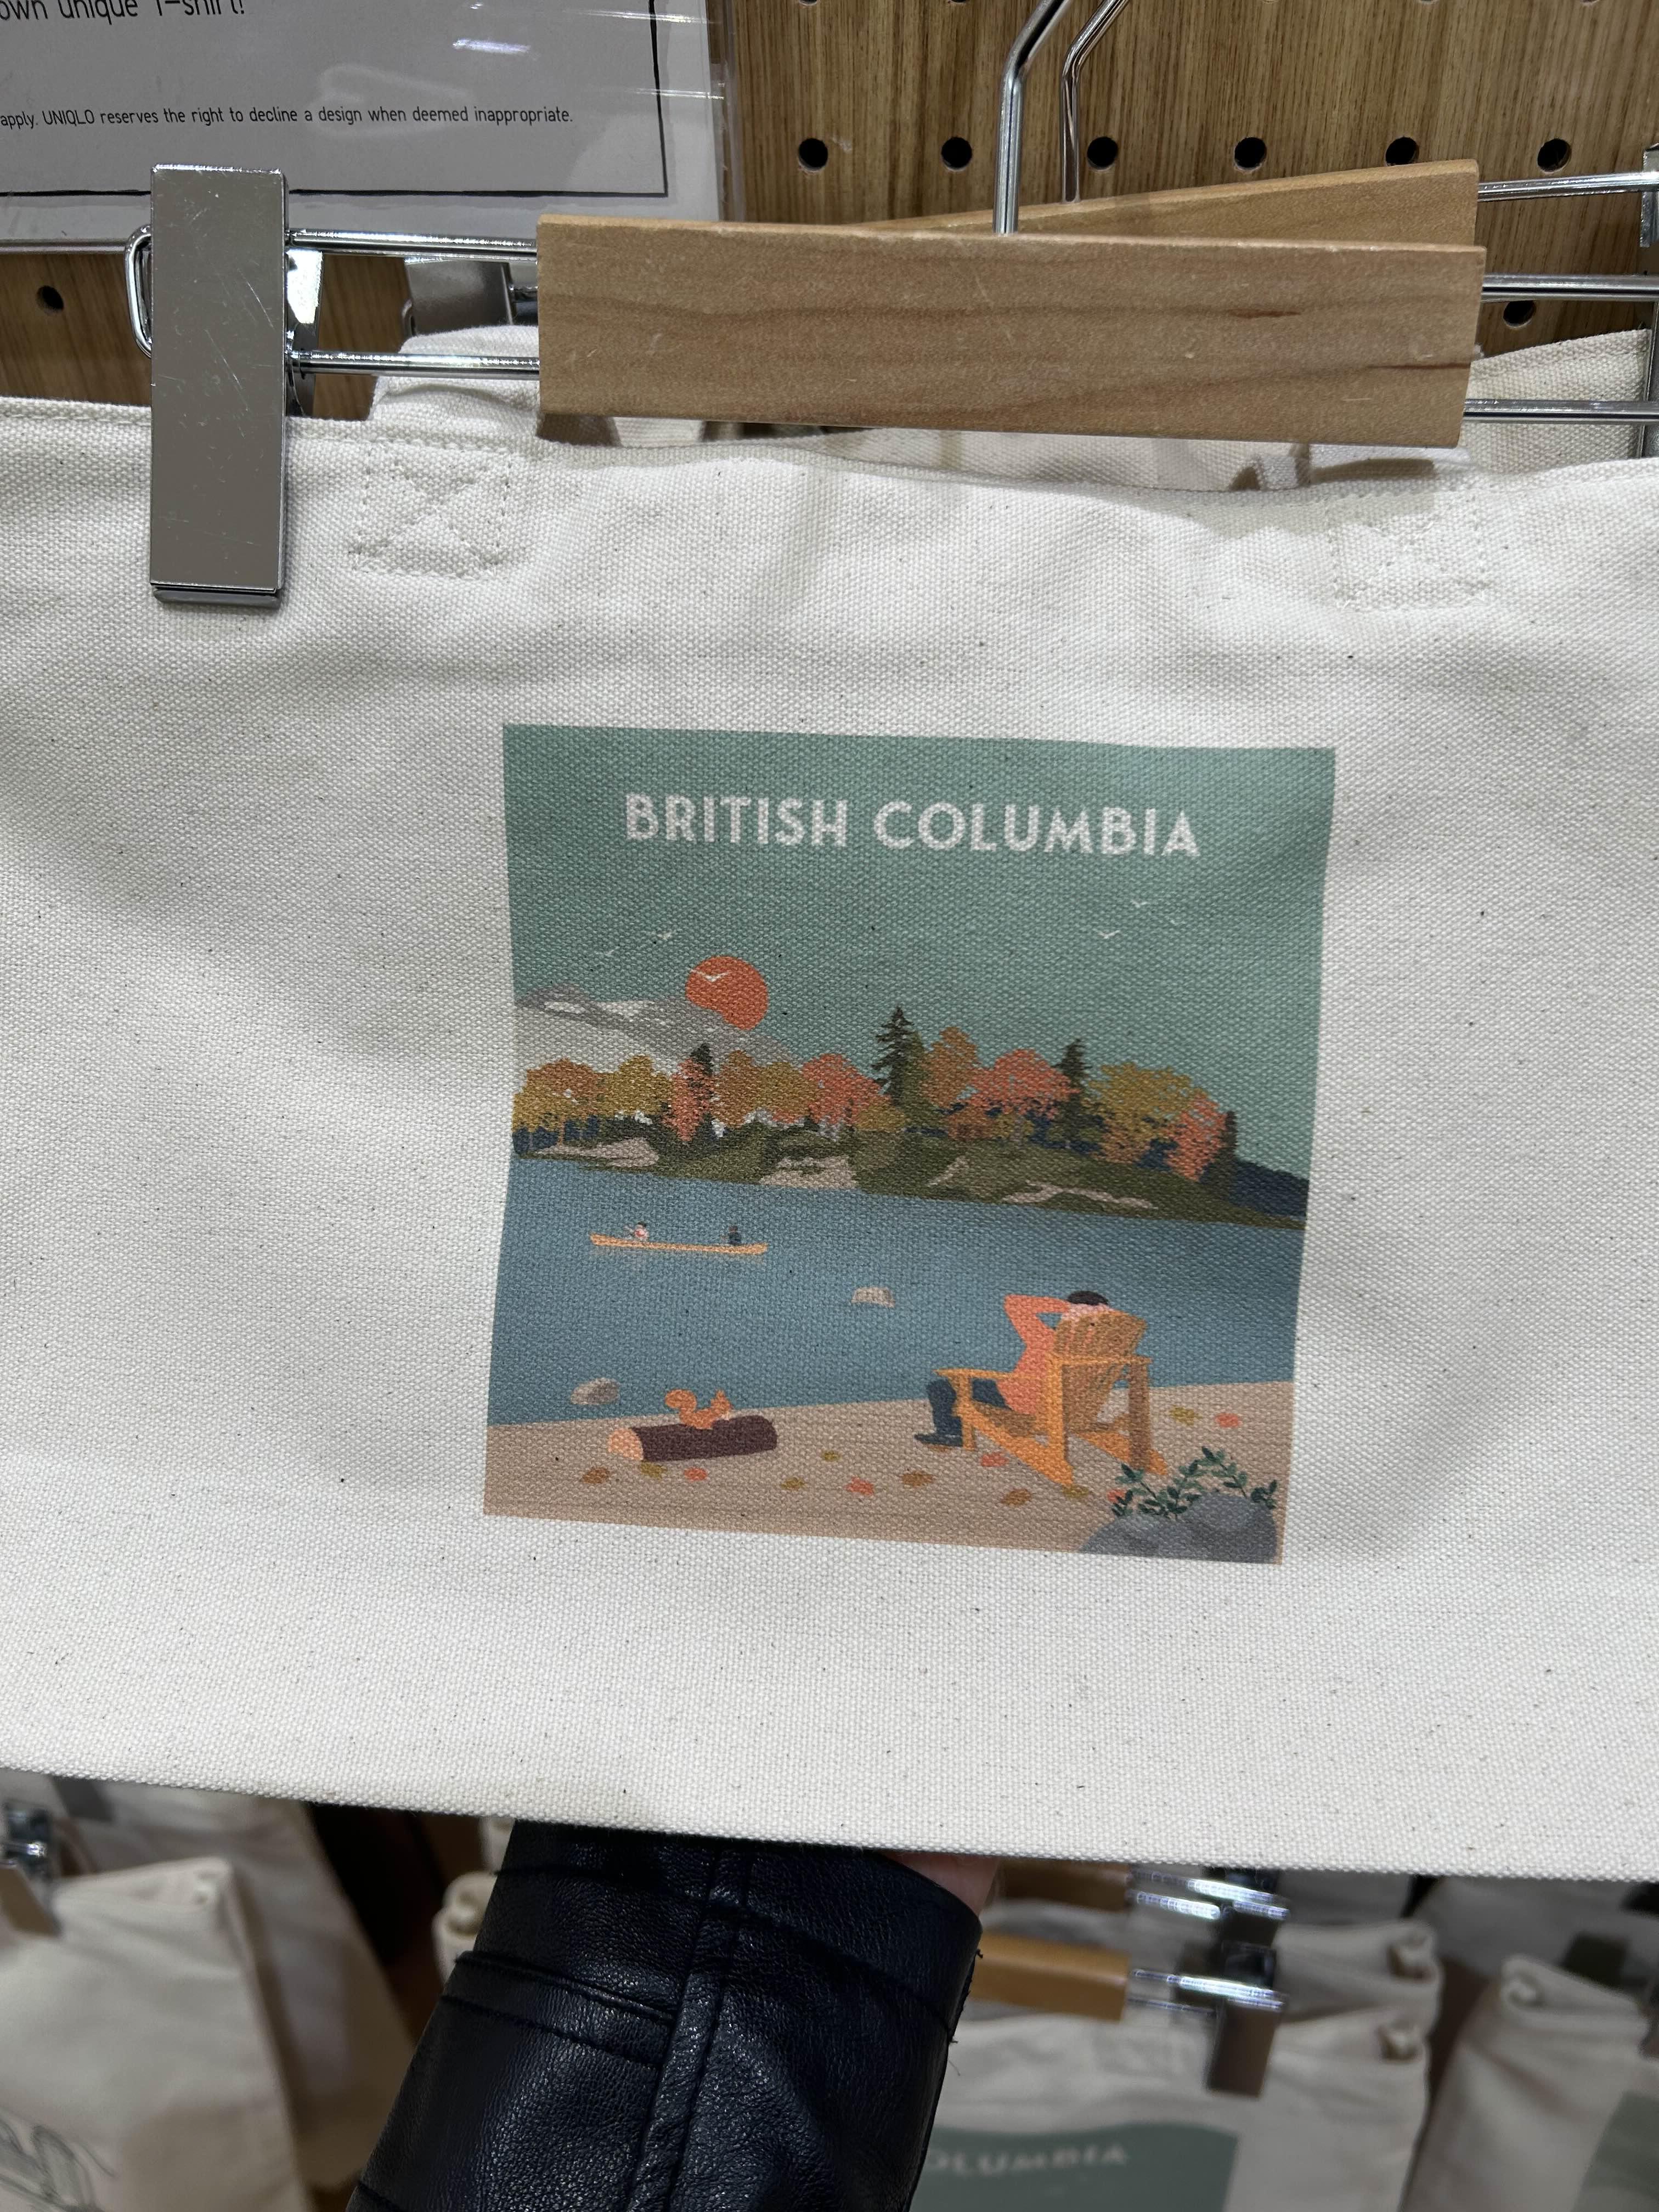 own unique T-shirt!
apply. UNIQLO reserves the right to decline a design when deemed inappropriate.
BRITISH COLUMBIA
OLUMBIA